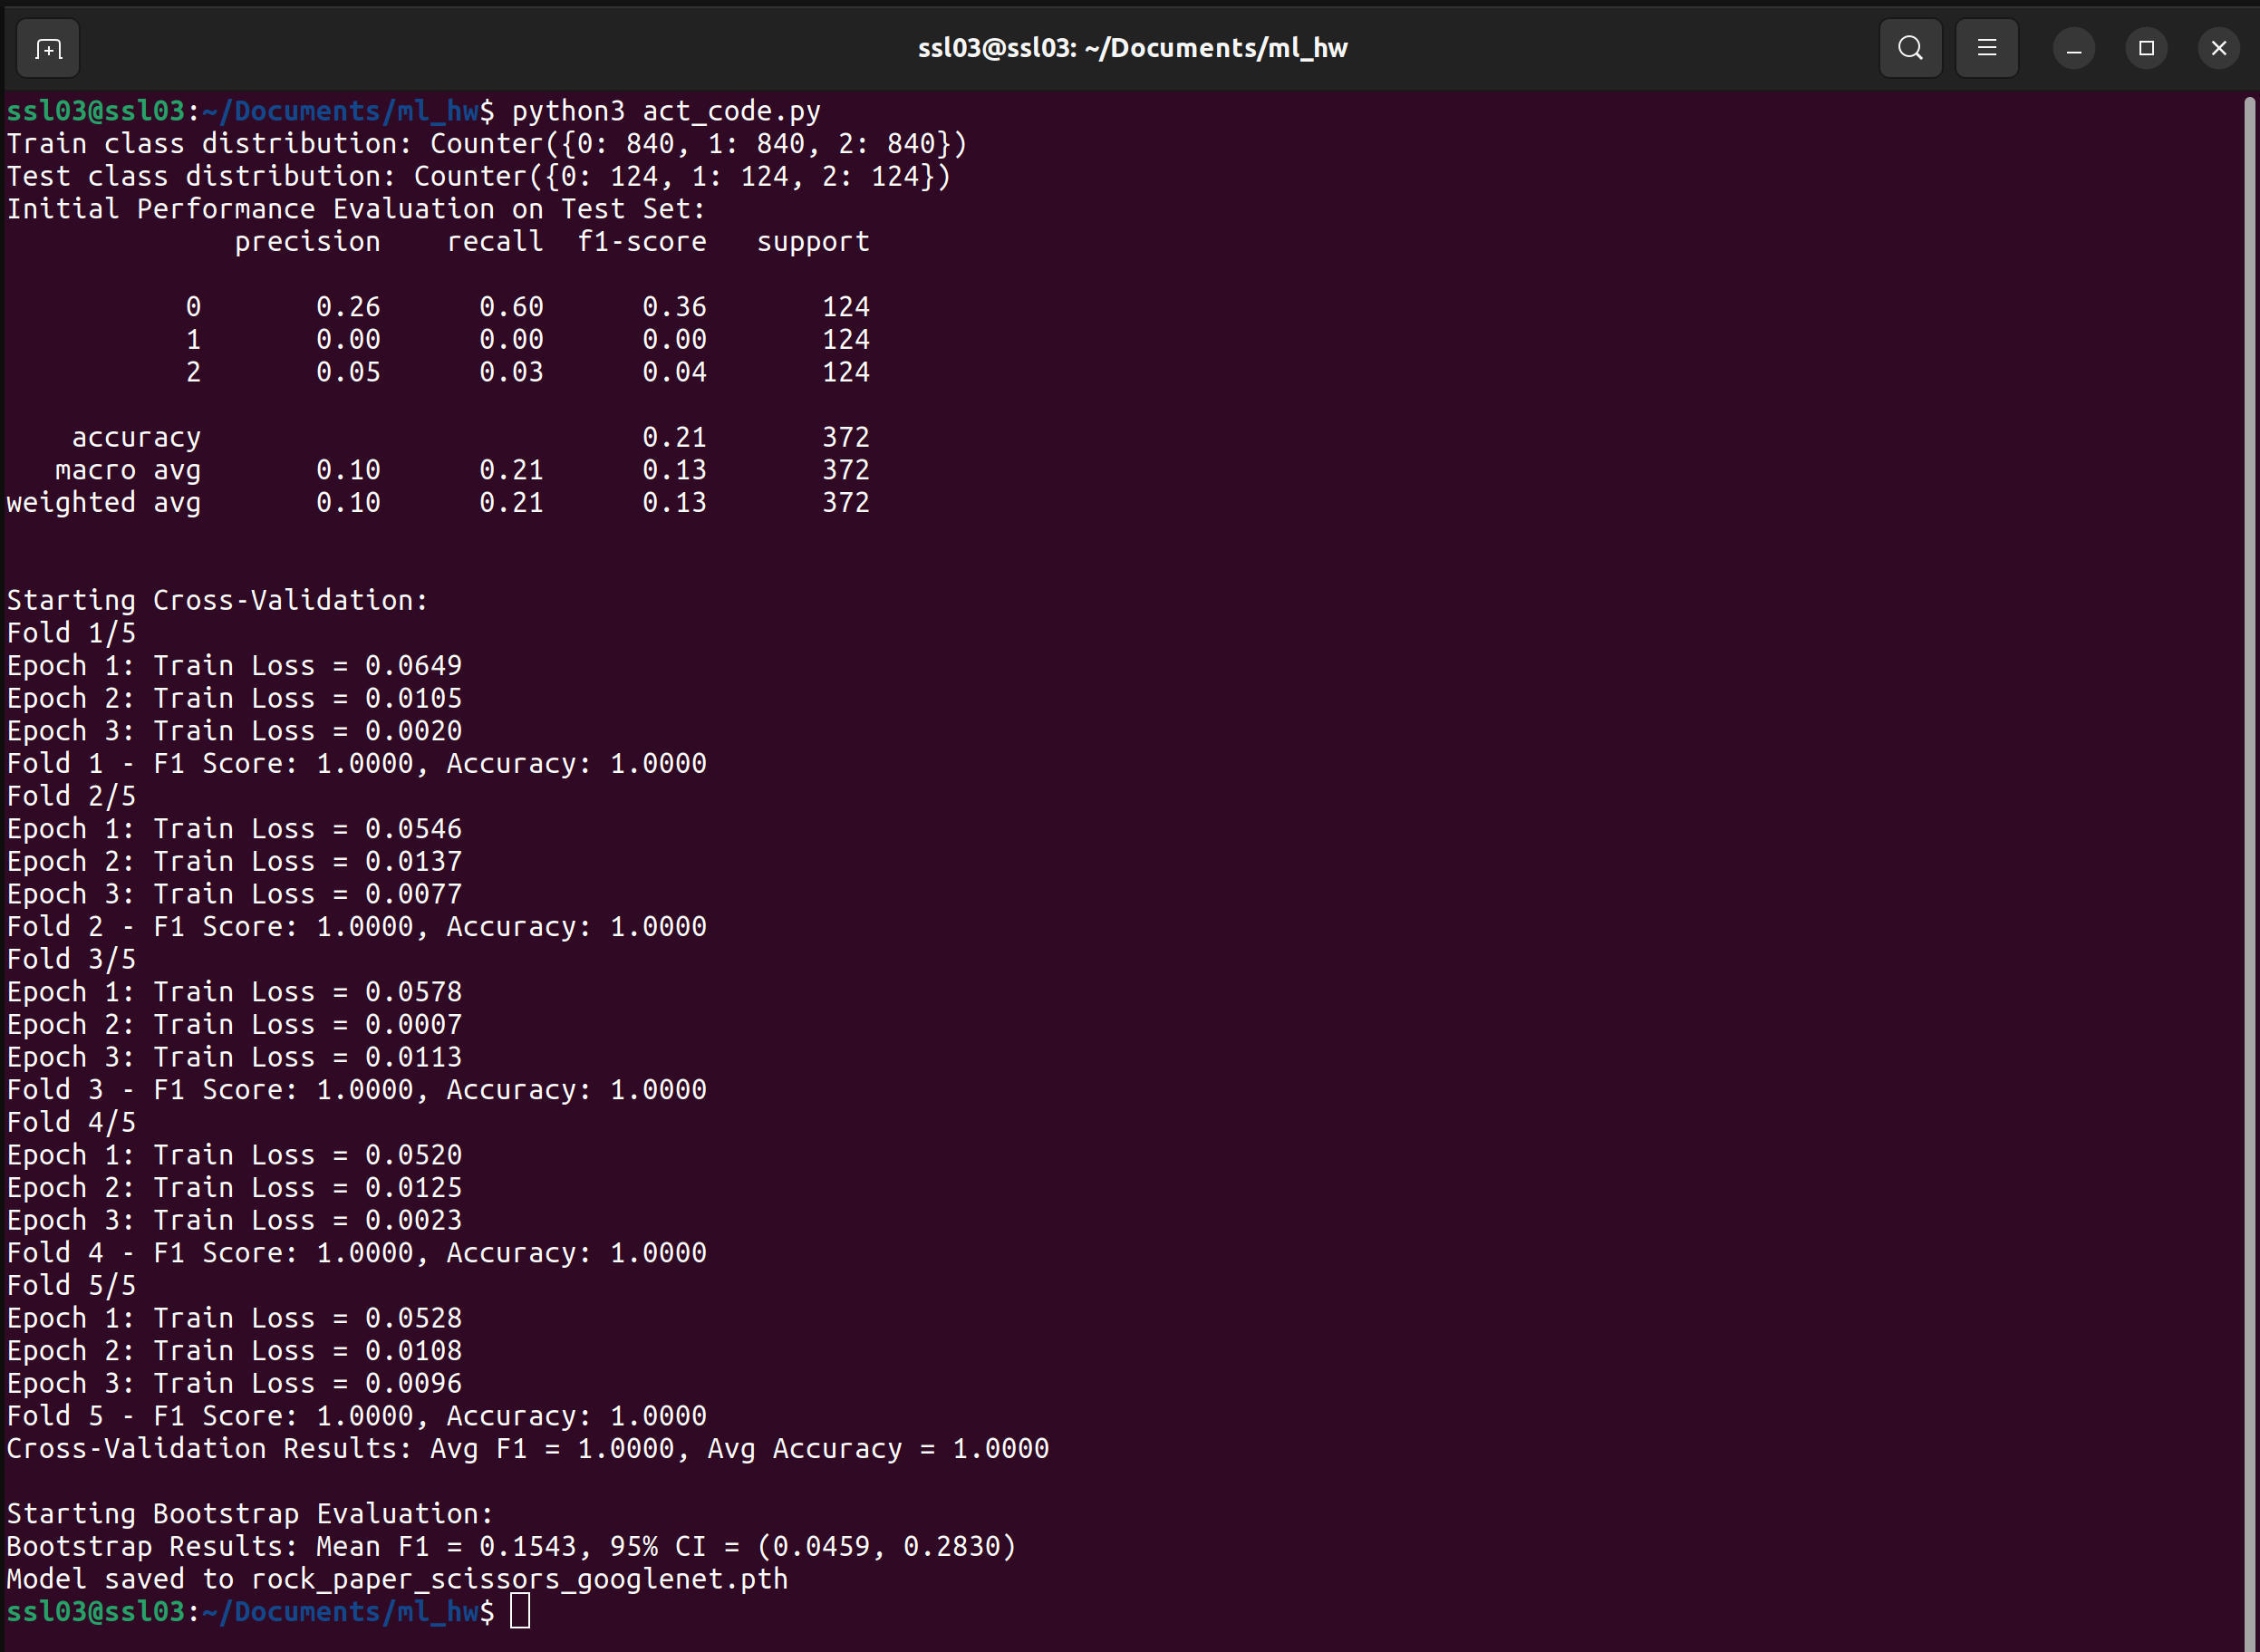 ssl03@ssl03: ~/Documents/ml_hw
ssl03@ssl03:~/Documents/ml_hw$ python3 act_code.py
Train class distribution: Counter({0: 840, 1: 840, 2: 840})
Test class distribution: Counter({0: 124, 1: 124, 2: 124})
Initial Performance Evaluation on Test Set:
              precision    recall  f1-score   support

           0       0.26      0.60      0.36       124
           1       0.00      0.00      0.00       124
           2       0.05      0.03      0.04       124

    accuracy                           0.21       372
   macro avg       0.10      0.21      0.13       372
weighted avg       0.10      0.21      0.13       372


Starting Cross-Validation:
Fold 1/5
Epoch 1: Train Loss = 0.0649
Epoch 2: Train Loss = 0.0105
Epoch 3: Train Loss = 0.0020
Fold 1 - F1 Score: 1.0000, Accuracy: 1.0000
Fold 2/5
Epoch 1: Train Loss = 0.0546
Epoch 2: Train Loss = 0.0137
Epoch 3: Train Loss = 0.0077
Fold 2 - F1 Score: 1.0000, Accuracy: 1.0000
Fold 3/5
Epoch 1: Train Loss = 0.0578
Epoch 2: Train Loss = 0.0007
Epoch 3: Train Loss = 0.0113
Fold 3 - F1 Score: 1.0000, Accuracy: 1.0000
Fold 4/5
Epoch 1: Train Loss = 0.0520
Epoch 2: Train Loss = 0.0125
Epoch 3: Train Loss = 0.0023
Fold 4 - F1 Score: 1.0000, Accuracy: 1.0000
Fold 5/5
Epoch 1: Train Loss = 0.0528
Epoch 2: Train Loss = 0.0108
Epoch 3: Train Loss = 0.0096
Fold 5 - F1 Score: 1.0000, Accuracy: 1.0000
Cross-Validation Results: Avg F1 = 1.0000, Avg Accuracy = 1.0000

Starting Bootstrap Evaluation:
Bootstrap Results: Mean F1 = 0.1543, 95% CI = (0.0459, 0.2830)
Model saved to rock_paper_scissors_googlenet.pth
ssl03@ssl03:~/Documents/ml_hw$